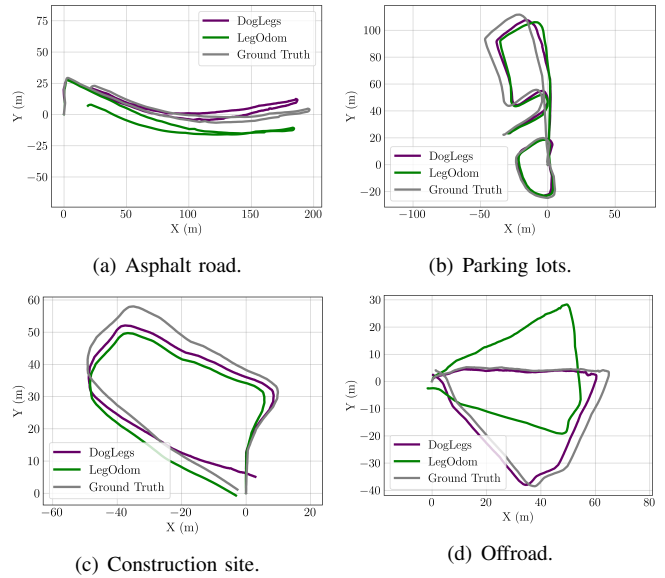 75
50
25
0
−25
−50
Y (m)
0
50
100
150
200
X (m)
DogLegs
LegOdom
Ground Truth
(a) Asphalt road.
100
80
60
40
20
0
−20
Y (m)
−100
−50
0
50
X (m)
DogLegs
LegOdom
Ground Truth
(b) Parking lots.
60
50
40
30
20
10
0
Y (m)
−60
−40
−20
0
20
X (m)
DogLegs
LegOdom
Ground Truth
(c) Construction site.
30
20
10
0
−10
−20
−30
−40
Y (m)
0
20
40
60
80
X (m)
DogLegs
LegOdom
Ground Truth
(d) Offroad.